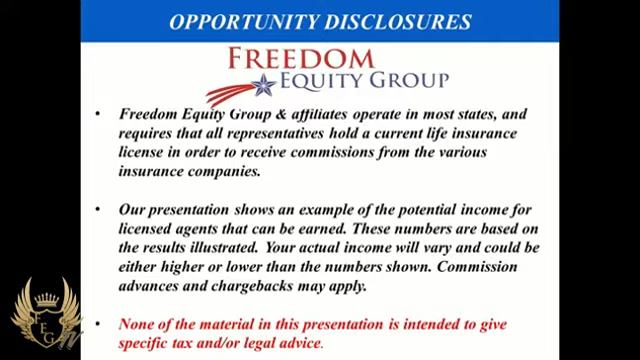 OPPORTUNITY DISCLOSURES
FREEDOM
EQUITY GROUP
• Freedom Equity Group & affiliates operate in most states, and
requires that all representatives hold a current life insurance
license in order to receive commissions from the various
insurance companies.
• Our presentation shows an example of the potential income for
licensed agents that can be earned. These numbers are based on
the results illustrated. Your actual income will vary and could be
either higher or lower than the numbers shown. Commission
advances and chargebacks may apply.
• None of the material in this presentation is intended to give
specific tax and/or legal advice.
FEG